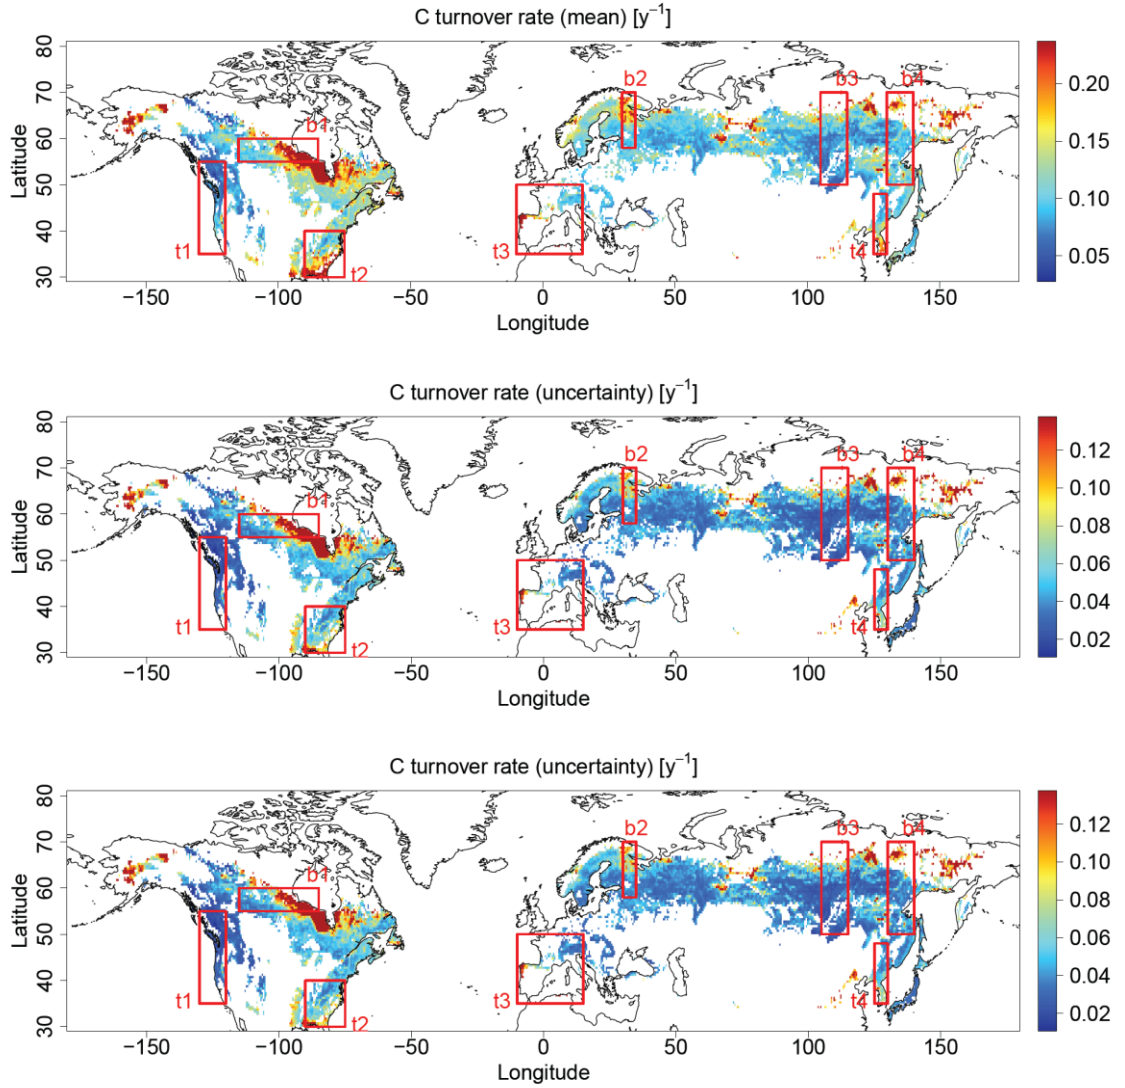 C turnover rate (mean) [y⁻¹]
80
70
60
50
40
30
Latitude
b1
b2
b3
b4
t1
t2
t3
t4
0.20
0.15
0.10
0.05
−150 −100 −50 0 50 100 150
Longitude
C turnover rate (uncertainty) [y⁻¹]
80
70
60
50
40
30
Latitude
b1
b2
b3
b4
t1
t2
t3
t4
0.12
0.10
0.08
0.06
0.04
0.02
−150 −100 −50 0 50 100 150
Longitude
C turnover rate (uncertainty) [y⁻¹]
80
70
60
50
40
30
Latitude
b1
b2
b3
b4
t1
t2
t3
t4
0.12
0.10
0.08
0.06
0.04
0.02
−150 −100 −50 0 50 100 150
Longitude